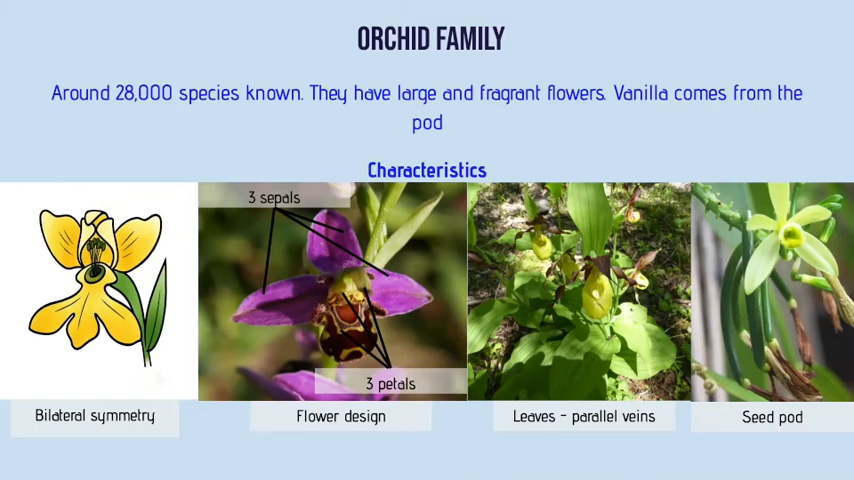 ORCHID FAMILY
Around 28,000 species known. They have large and fragrant flowers. Vanilla comes from the
pod
Characteristics
3 sepals
3 petals
Bilateral symmetry
Flower design
Leaves - parallel veins
Seed pod